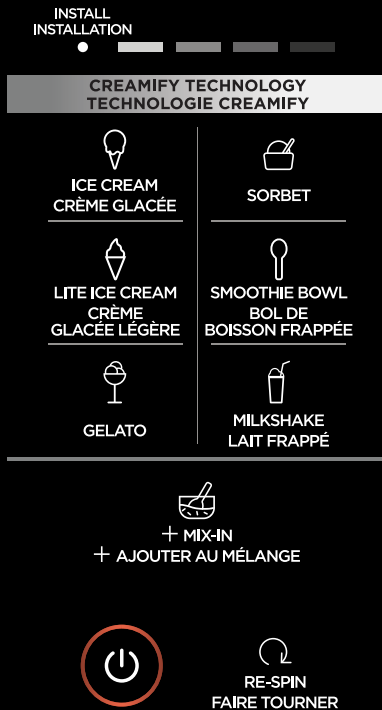 INSTALL
INSTALLATION
CREAMIFY TECHNOLOGY
TECHNOLOGIE CREAMIFY
ICE CREAM
CRÈME GLACÉE
SORBET
LITE ICE CREAM
CRÈME
GLACÉE LÉGÈRE
SMOOTHIE BOWL
BOL DE
BOISSON FRAPPÉE
GELATO
MILKSHAKE
LAIT FRAPPÉ
+ MIX-IN
+ AJOUTER AU MÉLANGE
RE-SPIN
FAIRE TOURNER